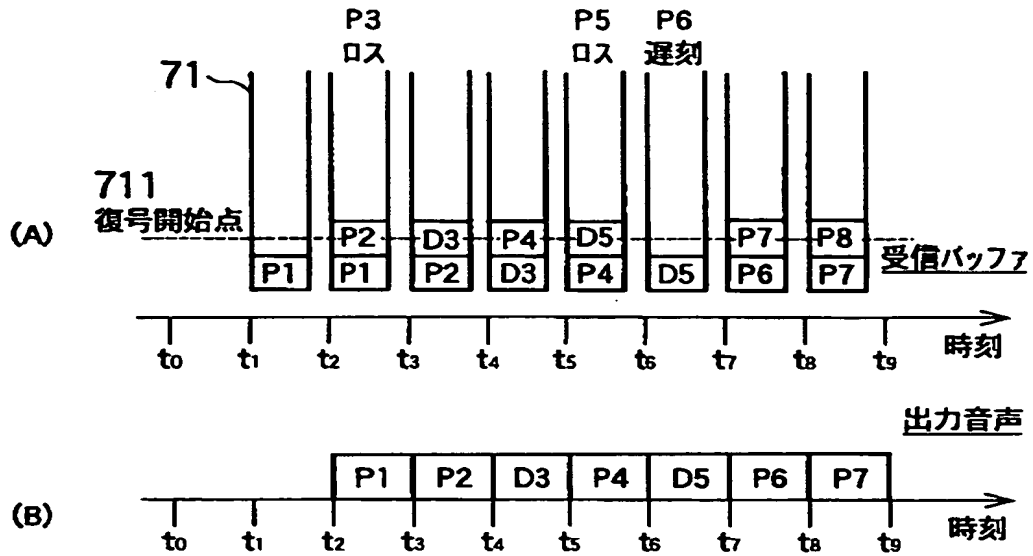 P3 P5 P6
ロス ロス 遅刻
71
711
復号開始点
(A)
P2 D3 P4 D5 P7 P8
P1 P1 P2 D3 P4 D5 P6 P7
受信バッファ
t0 t1 t2 t3 t4 t5 t6 t7 t8 t9 時刻
出力音声
P1 P2 D3 P4 D5 P6 P7
(B)
t0 t1 t2 t3 t4 t5 t6 t7 t8 t9 時刻